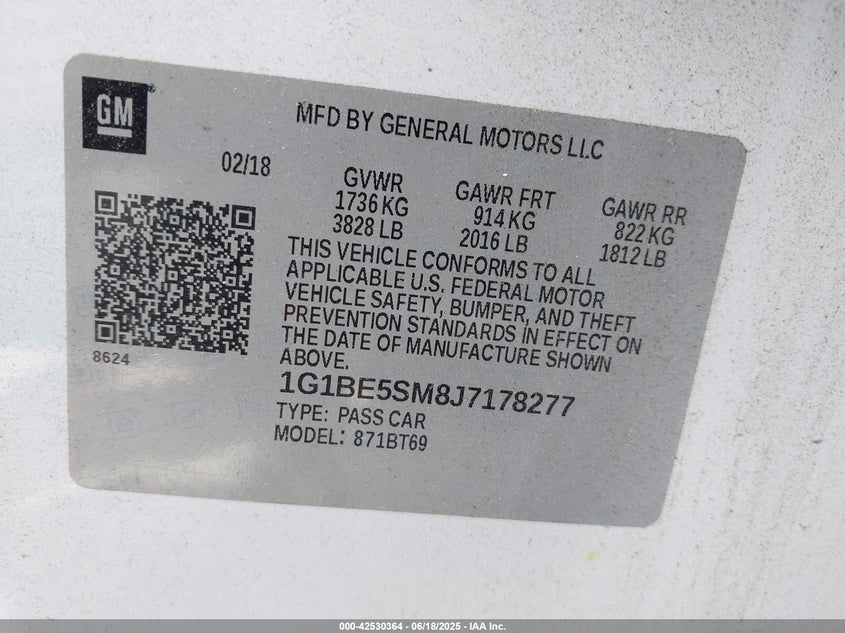 GM
MFD BY GENERAL MOTORS LLC
02/18
GVWR
1736 KG
3828 LB
GAWR FRT
914 KG
2016 LB
GAWR RR
822 KG
1812 LB
THIS VEHICLE CONFORMS TO ALL
APPLICABLE U.S. FEDERAL MOTOR
VEHICLE SAFETY, BUMPER, AND THEFT
PREVENTION STANDARDS IN EFFECT ON
THE DATE OF MANUFACTURE SHOWN
ABOVE.
8624
1G1BE5SM8J7178277
TYPE: PASS CAR
MODEL: 871BT69
000-42530364 - 06/18/2025 - IAA Inc.